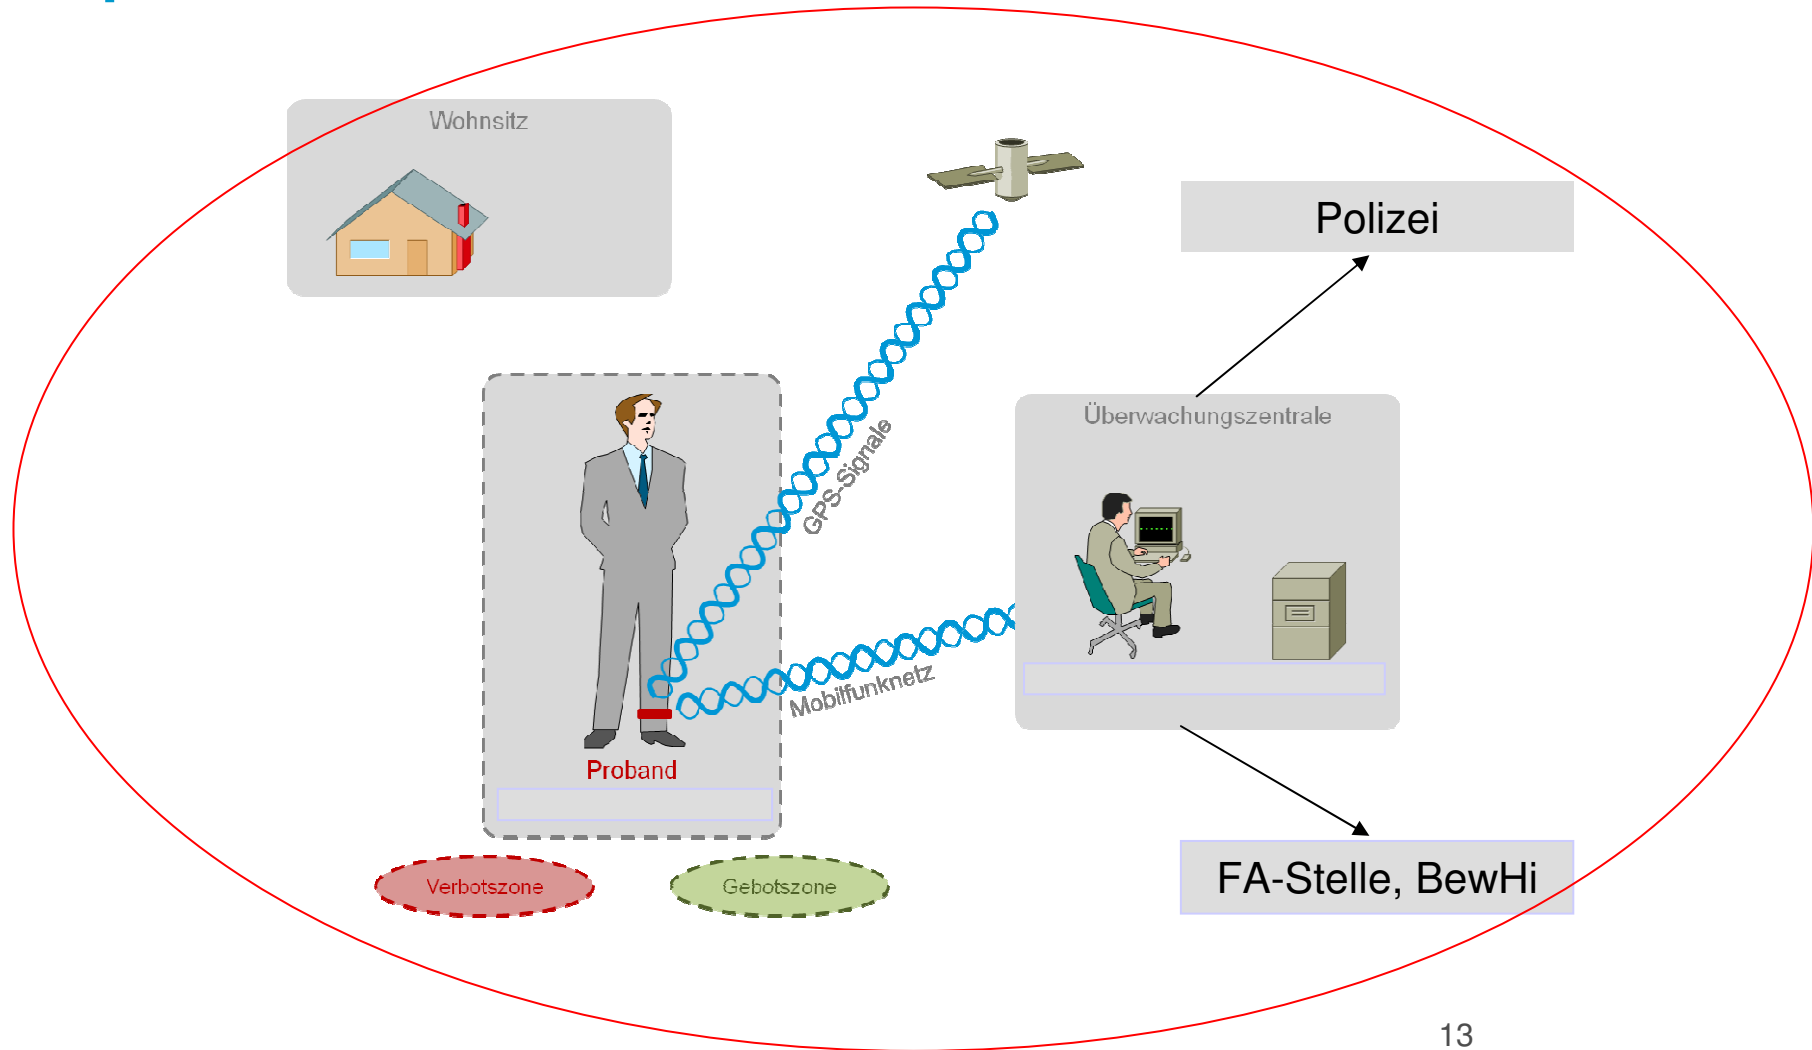 Wohnsitz
Polizei
GPS-Signale
Überwachungszentrale
Mobilfunknetz
Proband
Verbotszone
Gebotszone
FA-Stelle, BewHi
13